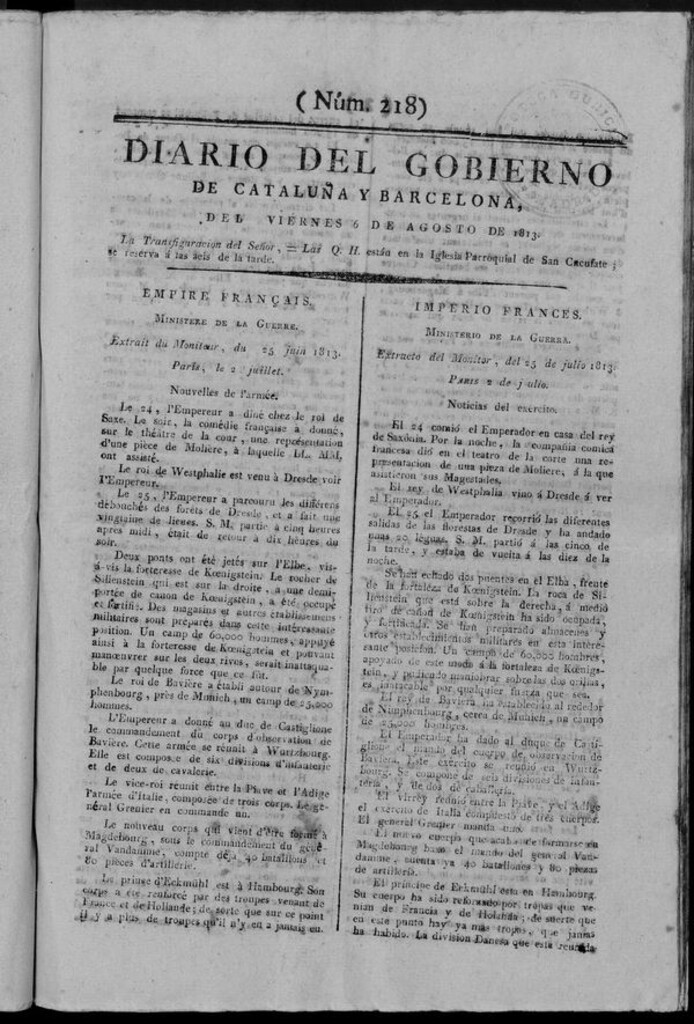 (Núm. 218)
DIARIO DEL GOBIERNO
DE CATALUÑA Y BARCELONA,
DEL VIERNES 6 DE AGOSTO DE 1813.
La Transfiguracion del Señor, = Las Q. H. están en la Iglesia Parroquial de San Cucufate;
se reserva á las seis de la tarde.
EMPIRE FRANÇAIS.
MINISTERE DE LA GUERRE.
Extrait du Moniteur, du 25 juin 1813.
Paris, le 2 juillet.
Nouvelles de l'armée.
Le 24, l'Empereur a diné chez le roi de
Saxe. Le soir, la comédie française a donné,
sur le théâtre de la cour, une représentation
d'une pièce de Molière, à laquelle LL. MM.
ont assisté.
Le roi de Westphalie est venu à Dresde voir
l'Empereur.
Le 25, l'Empereur a parcouru les différens
débouchés des forêts de Dresde, et a fait une
vingtaine de lieues. S. M. partie à cinq heures
après midi, était de retour à dix heures du
soir.
Deux ponts ont été jetés sur l'Elbe, vis-
à-vis la forteresse de Kœnigstein. Le rocher de
Silienstein qui est sur la droite, a une demi-
portée de canon de Kœnigstein, a été occupé
et fortifié. Des magasins et autres établissemens
militaires sont préparés dans cette intéressante
position. Un camp de 60,000 hommes, appuyé
ainsi à la forteresse de Kœnigstein et pouvant
manœuvrer sur les deux rives, serait inattaqua-
ble par quelque force que ce fût.
Le roi de Bavière a établi autour de Nym-
phenbourg, près de Munich, un camp de 25,000
hommes.
L'Empereur a donné au duc de Castiglione
le commandement du corps d'observation de
Bavière. Cette armée se réunit à Wurtzbourg.
Elle est composée de six divisions d'infanterie
et de deux de cavalerie.
Le vice-roi réunit entre la Piave et l'Adige
l'armée d'Italie, composée de trois corps. Le gé-
néral Grenier en commande un.
Le nouveau corps qui vient d'être formé à
Magdebourg, sous le commandement du géné-
ral Vandamme, compte déjà 40 bataillons et
80 pièces d'artillerie.
Le prince d'Eckmühl est à Hambourg. Son
corps a été renforcé par des troupes venant de
France et de Hollande; de sorte que sur ce point
il y a plus de troupes qu'il n'y en a jamais eu.
IMPERIO FRANCES.
MINISTERIO DE LA GUERRA.
Extracto del Monitor, del 25 de julio 1813.
PARIS 2 de julio.
Noticias del exército.
El 24 comió el Emperador en casa del rey
de Saxônia. Por la noche, la compañia cómica
francesa dió en el teatro de la corte una re-
presentacion de una pieza de Moliere, á la que
asistieron sus Magestades.
El rey de Westphalia vino á Dresde á ver
al Emperador.
El 25 el Emperador recorrió las diferentes
salidas de las florestas de Dresde y ha andado
unas 20 leguas. S. M. partió á las cinco de
la tarde, y estaba de vuelta á las diez de la
noche.
Se han echado dos puentes en el Elba, frente
de la fortaleza de Kœnigstein. La roca de Si-
lienstein que está sobre la derecha, á medio
tiro de cañon de Kœnigstein ha sido ocupada,
y fortificada. Se han preparado almacenes y
otros establecimientos militares en esta inte-
resante posicion. Un campo de 60,000 hombres,
apoyado de este modo á la fortaleza de Kœnigs-
tein, y pudiendo maniobrar sobre las dos orillas,
es inatacable por qualquier fuerza que sea.
El rey de Baviera ha establecido al rededor
de Nimphenbourg, cerca de Munich, un campo
de 25,000 hombres.
El Emperador ha dado al duque de Casti-
glione el mando del cuerpo de observacion de
Baviera. Este exército se reunió en Wurtz-
bourg. Se compone de seis divisiones de infan-
tería, y de dos de caballería.
El Virrey reunió entre la Piave, y el Adige
el exército de Italia compuesto de tres cuerpos.
El general Grenier manda uno.
El nuevo cuerpo que acaba de formarse en
Magdebourg baxo el mando del general Van-
damme, cuenta ya 40 batallones y 80 piezas
de artillería.
El principe de Eckmühl está en Hambourg.
Su cuerpo ha sido reforzado por tropas que ve-
nian de Francia y de Holanda; de suerte que
en este punto hay ya mas tropas, que jamas
ha habido. La division Danesa que está reunida